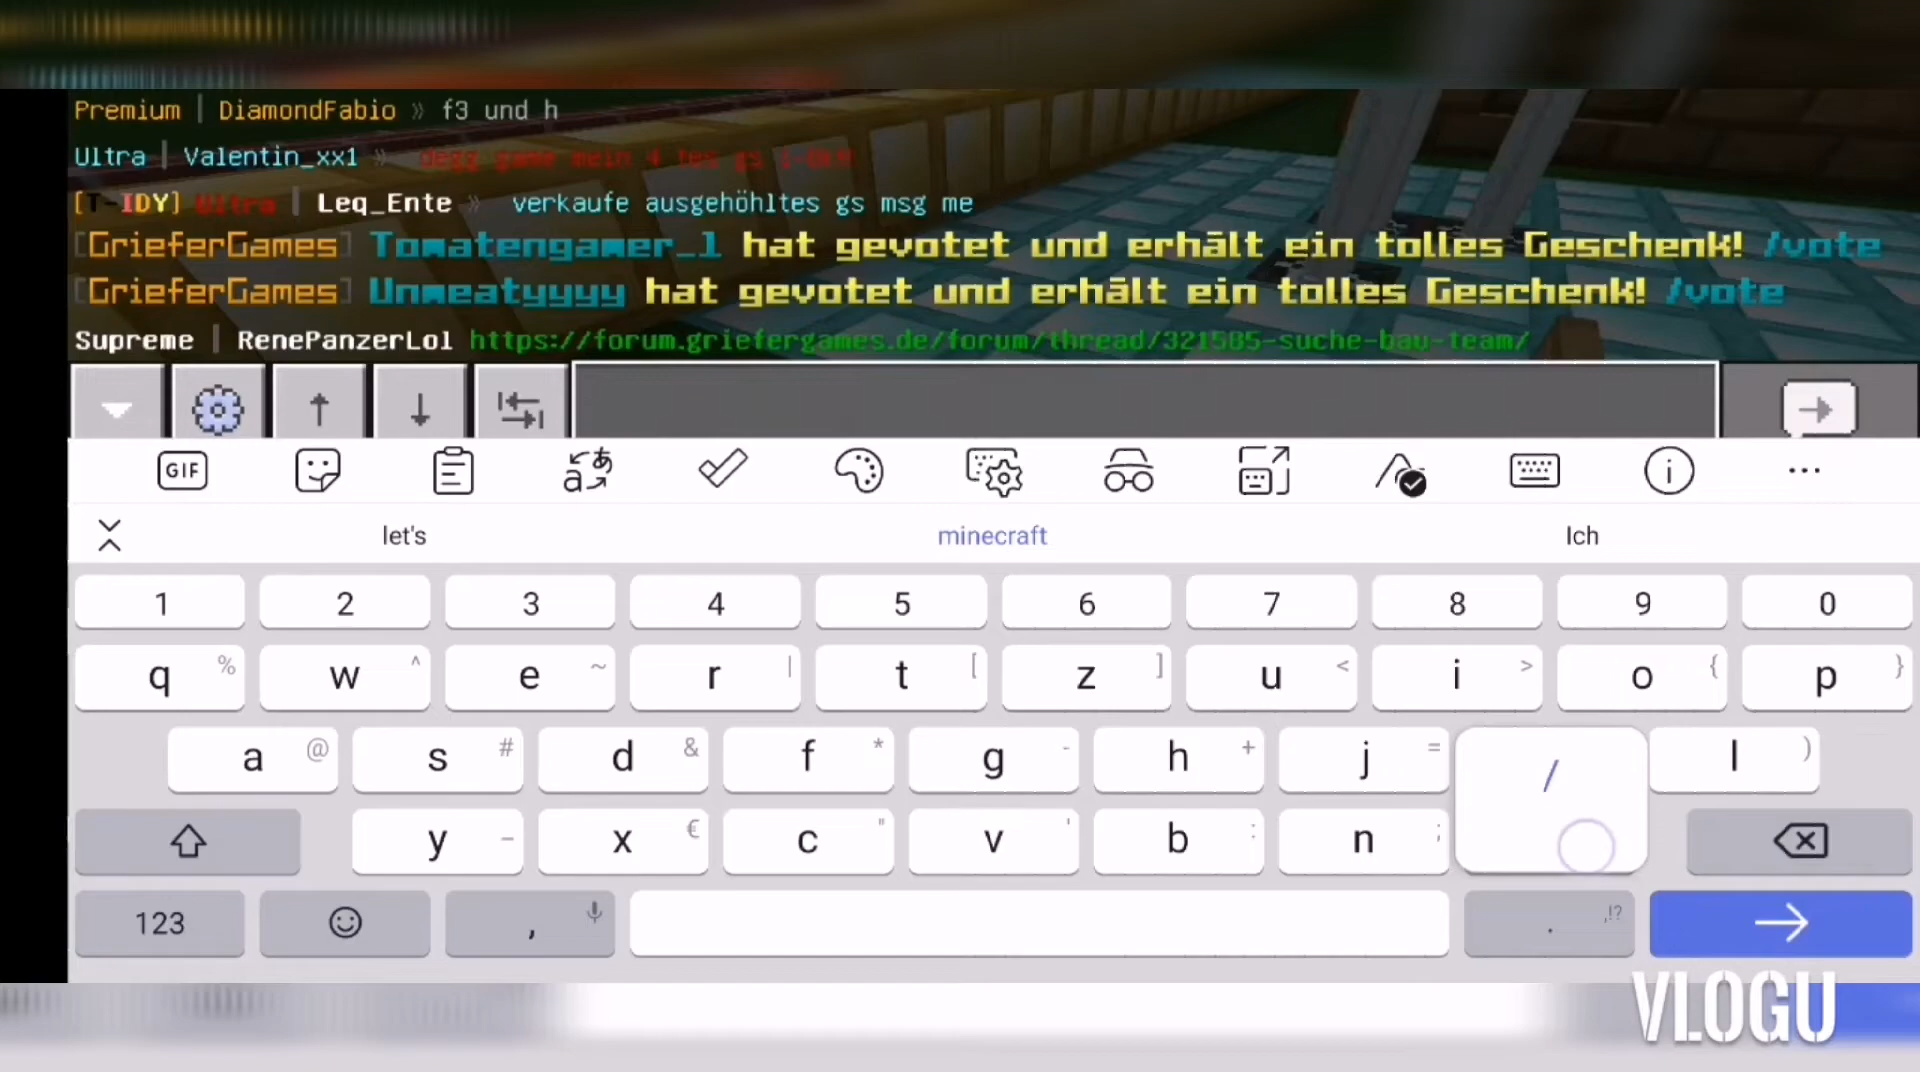 Premium | DiamondFabio » f3 und h
Ultra | Valentin_xx1 »
[T-IDY] Ultra | Leq_Ente » verkaufe ausgehöhltes gs msg me
[GrieferGames] Tomatengamer_1 hat gevotet und erhält ein tolles Geschenk! /vote
[GrieferGames] Unmeatyyyy hat gevotet und erhält ein tolles Geschenk! /vote
Supreme | RenePanzerLol https://forum.griefergames.de/forum/thread/321585-suche-bau-team/
GIF
let's minecraft Ich
1 2 3 4 5 6 7 8 9 0
q % w ^ e ~ r | t [ z ] u < i > o { p }
a @ s # d & f * g - h + j = / l )
y _ x € c " v ' b : n ;
123 , . ,!?
VLOGU